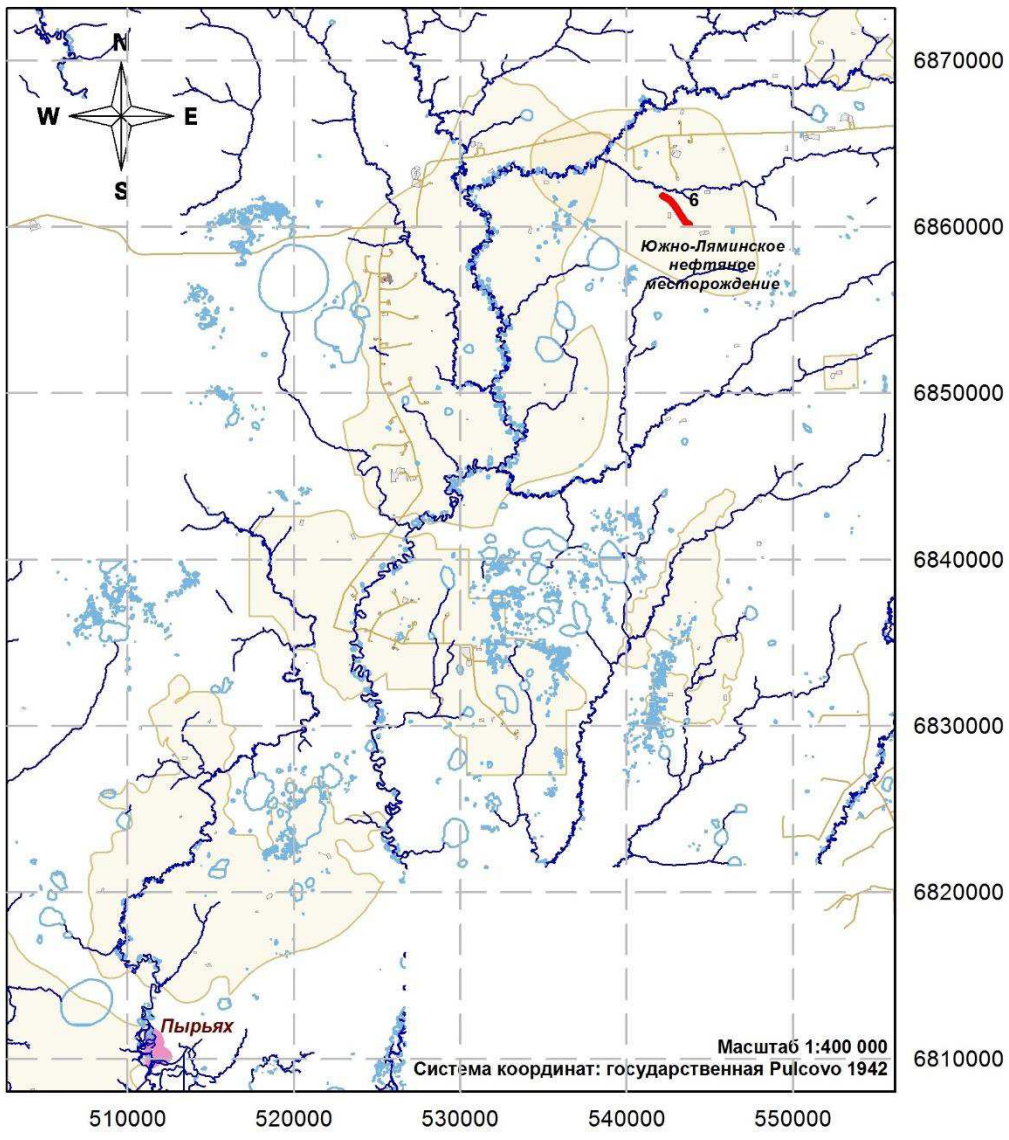 6870000
N
W E
S
6
6860000
Южно-Ляминское
нефтяное
месторождение
6850000
6840000
6830000
6820000
Пырьях
Масштаб 1:400 000
6810000
Система координат: государственная Pulcovo 1942
510000 520000 530000 540000 550000